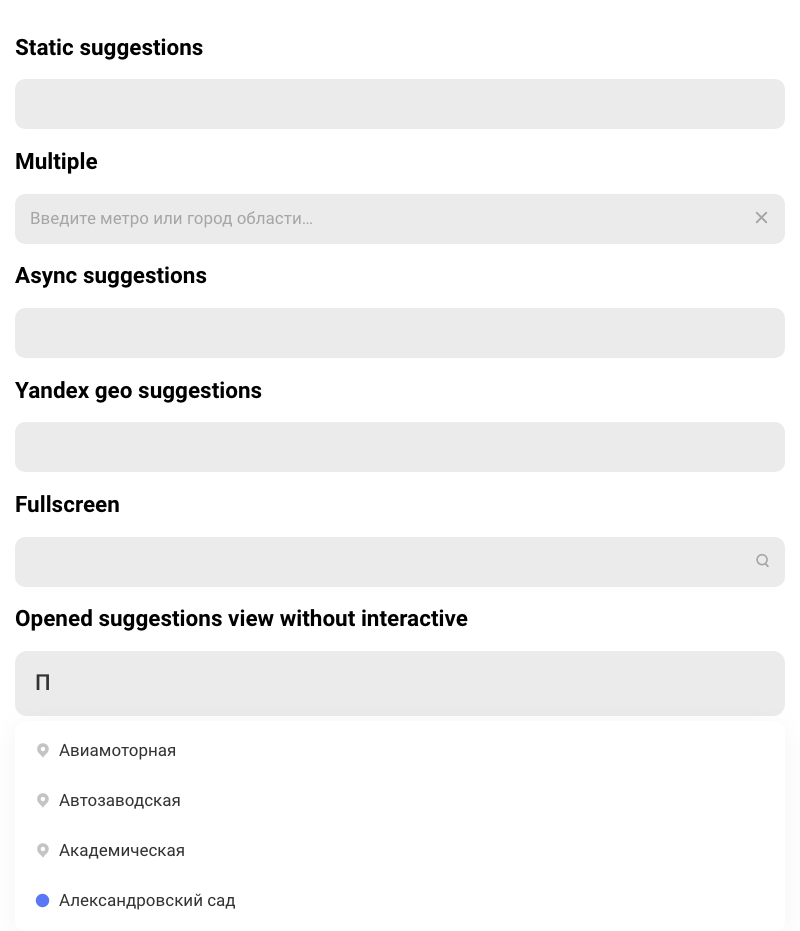 Static suggestions
Multiple
Введите метро или город области...
Async suggestions
Yandex geo suggestions
Fullscreen
Opened suggestions view without interactive
П
Авиамоторная
Автозаводская
Академическая
Александровский сад